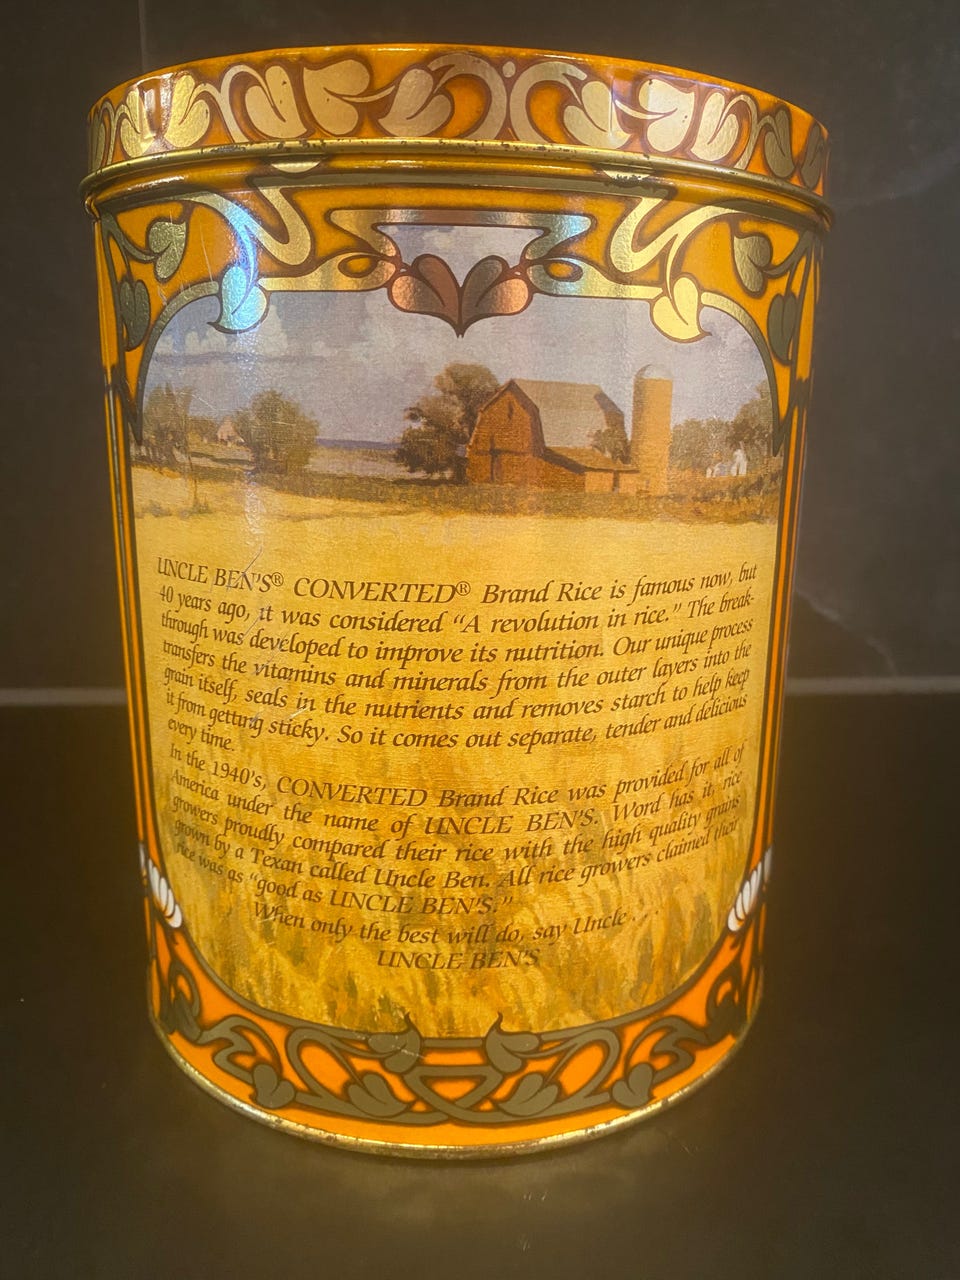 UNCLE BEN'S® CONVERTED® Brand Rice is famous now, but
40 years ago, it was considered "A revolution in rice." The break-
through was developed to improve its nutrition. Our unique process
transfers the vitamins and minerals from the outer layers into the
grain itself, seals in the nutrients and removes starch to help keep
it from getting sticky. So it comes out separate, tender and delicious
every time.
In the 1940's, CONVERTED Brand Rice was provided for all of
America under the name of UNCLE BEN'S. Word has it, rice
growers proudly compared their rice with the high quality grains
grown by a Texan called Uncle Ben. All rice growers claimed their
rice was as "good as UNCLE BEN'S."
When only the best will do, say Uncle . . .
UNCLE BEN'S